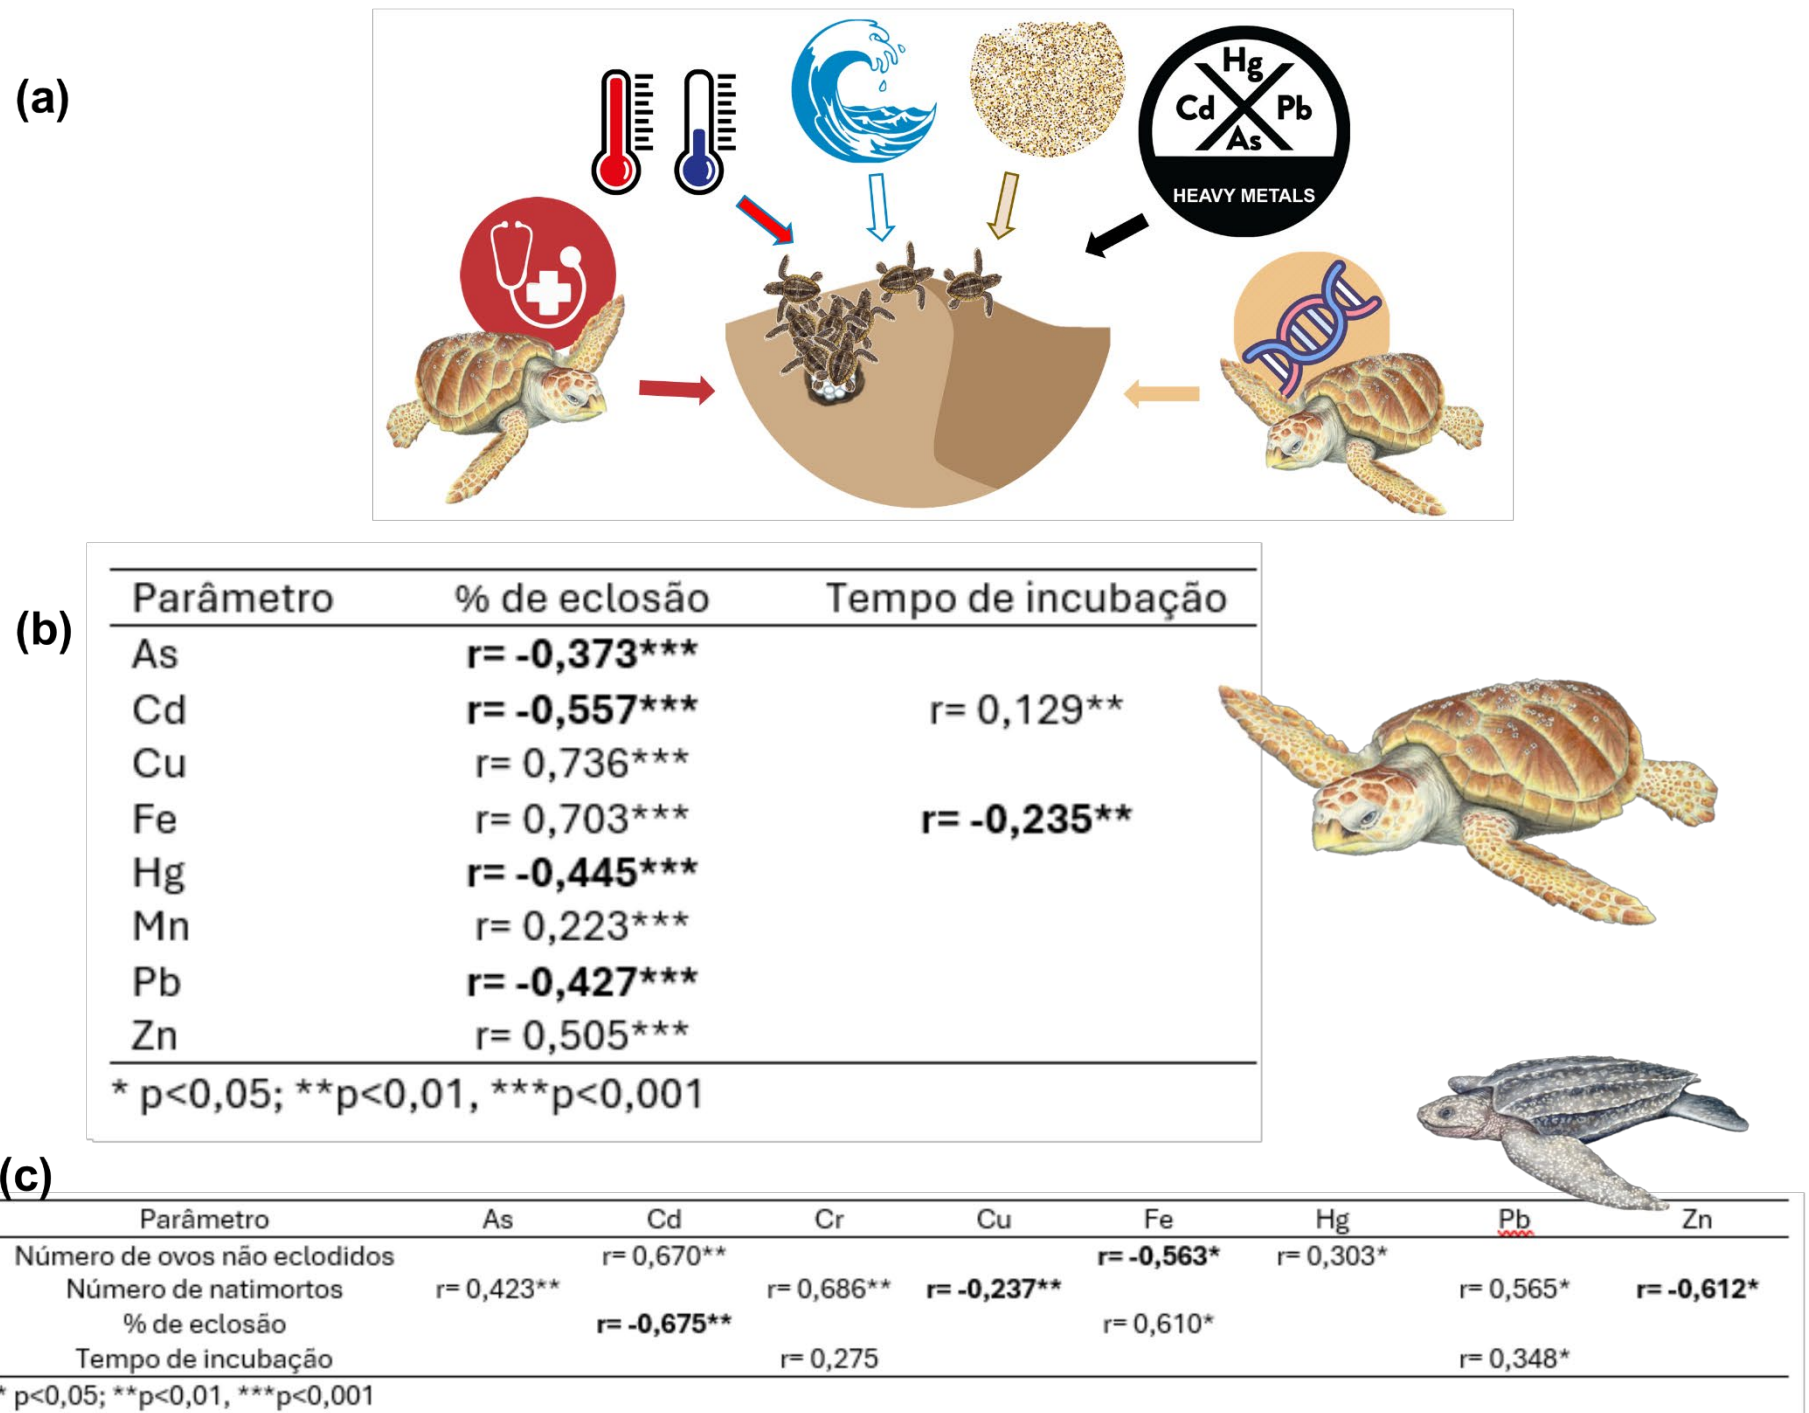 (a)
Hg
Cd Pb
As
HEAVY METALS
(b)
Parâmetro % de eclosão Tempo de incubação
As r= -0,373***
Cd r= -0,557*** r= 0,129**
Cu r= 0,736***
Fe r= 0,703*** r= -0,235**
Hg r= -0,445***
Mn r= 0,223***
Pb r= -0,427***
Zn r= 0,505***
* p<0,05; **p<0,01, ***p<0,001
(c)
Parâmetro As Cd Cr Cu Fe Hg Pb Zn
Número de ovos não eclodidos r= 0,670** r= -0,563* r= 0,303*
Número de natimortos r= 0,423** r= 0,686** r= -0,237** r= 0,565* r= -0,612*
% de eclosão r= -0,675** r= 0,610*
Tempo de incubação r= 0,275 r= 0,348*
* p<0,05; **p<0,01, ***p<0,001